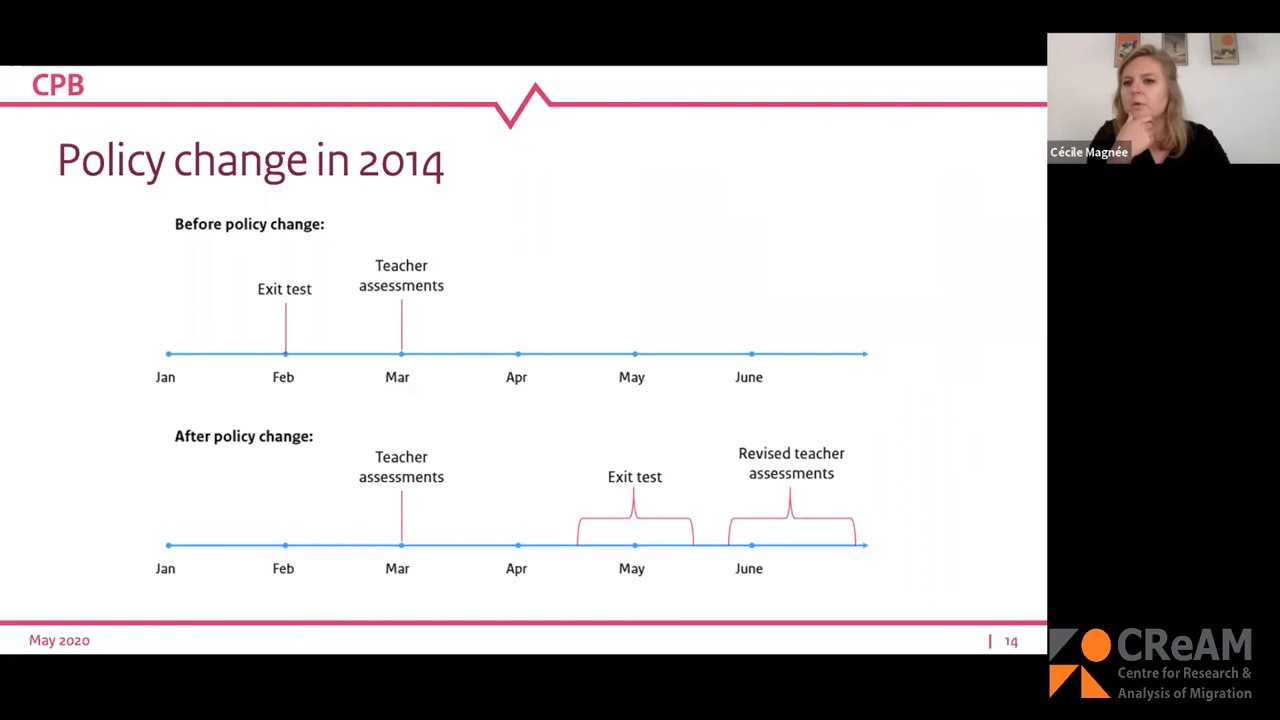 CPB
Policy change in 2014
Before policy change:
Exit test
Teacher
assessments
Jan
Feb
Mar
Apr
May
June
After policy change:
Teacher
assessments
Exit test
Revised teacher
assessments
Jan
Feb
Mar
Apr
May
June
May 2020
14
Cécile Magnée
CReAM
Centre for Research &
Analysis of Migration